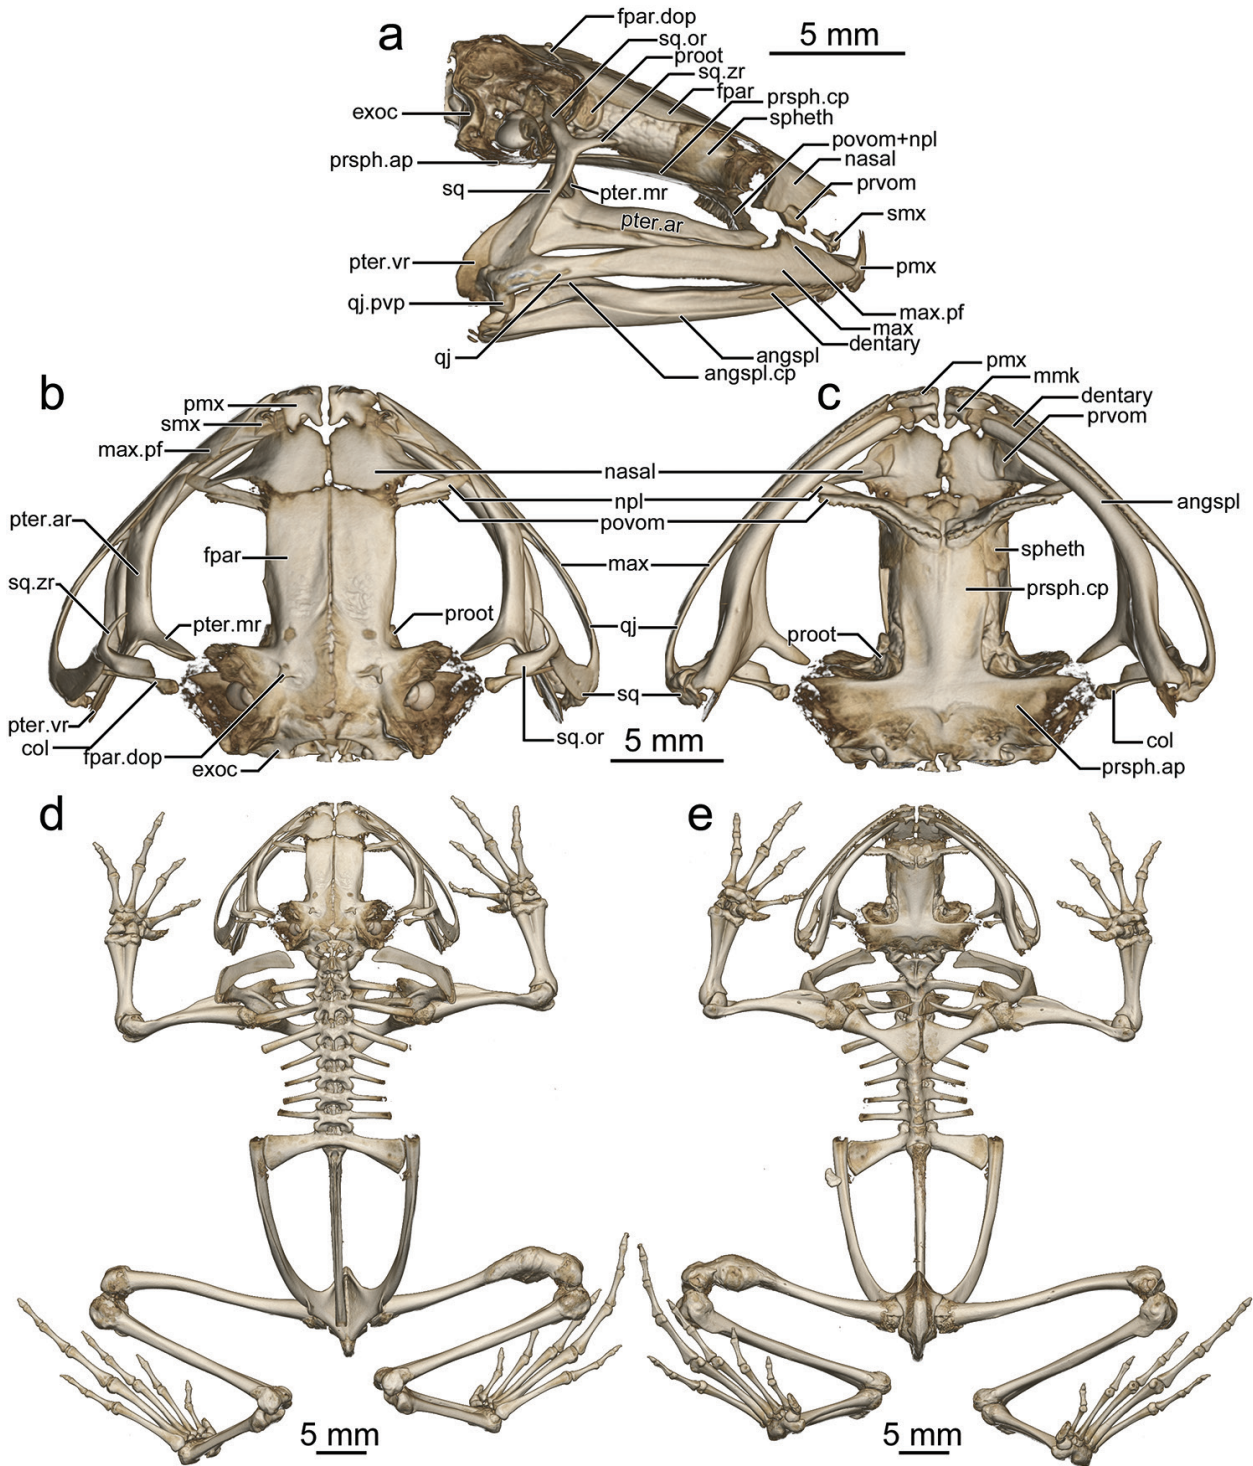 a
fpar.dop
sq.or
proot
sq.zr
fpar
prsph.cp
spheth
povom+npl
nasal
prvom
smx
pmx
max.pf
max
dentary
angspl
angspl.cp
qj
qj.pvp
pter.vr
sq
prsph.ap
exoc
pter.mr
pter.ar
5 mm
b
pmx
smx
max.pf
pter.ar
fpar
sq.zr
pter.mr
proot
pter.vr
col
fpar.dop
exoc
sq.or
nasal
npl
povom
max
qj
sq
5 mm
c
pmx
mmk
dentary
prvom
angspl
spheth
prsph.cp
proot
col
prsph.ap
d
5 mm
e
5 mm